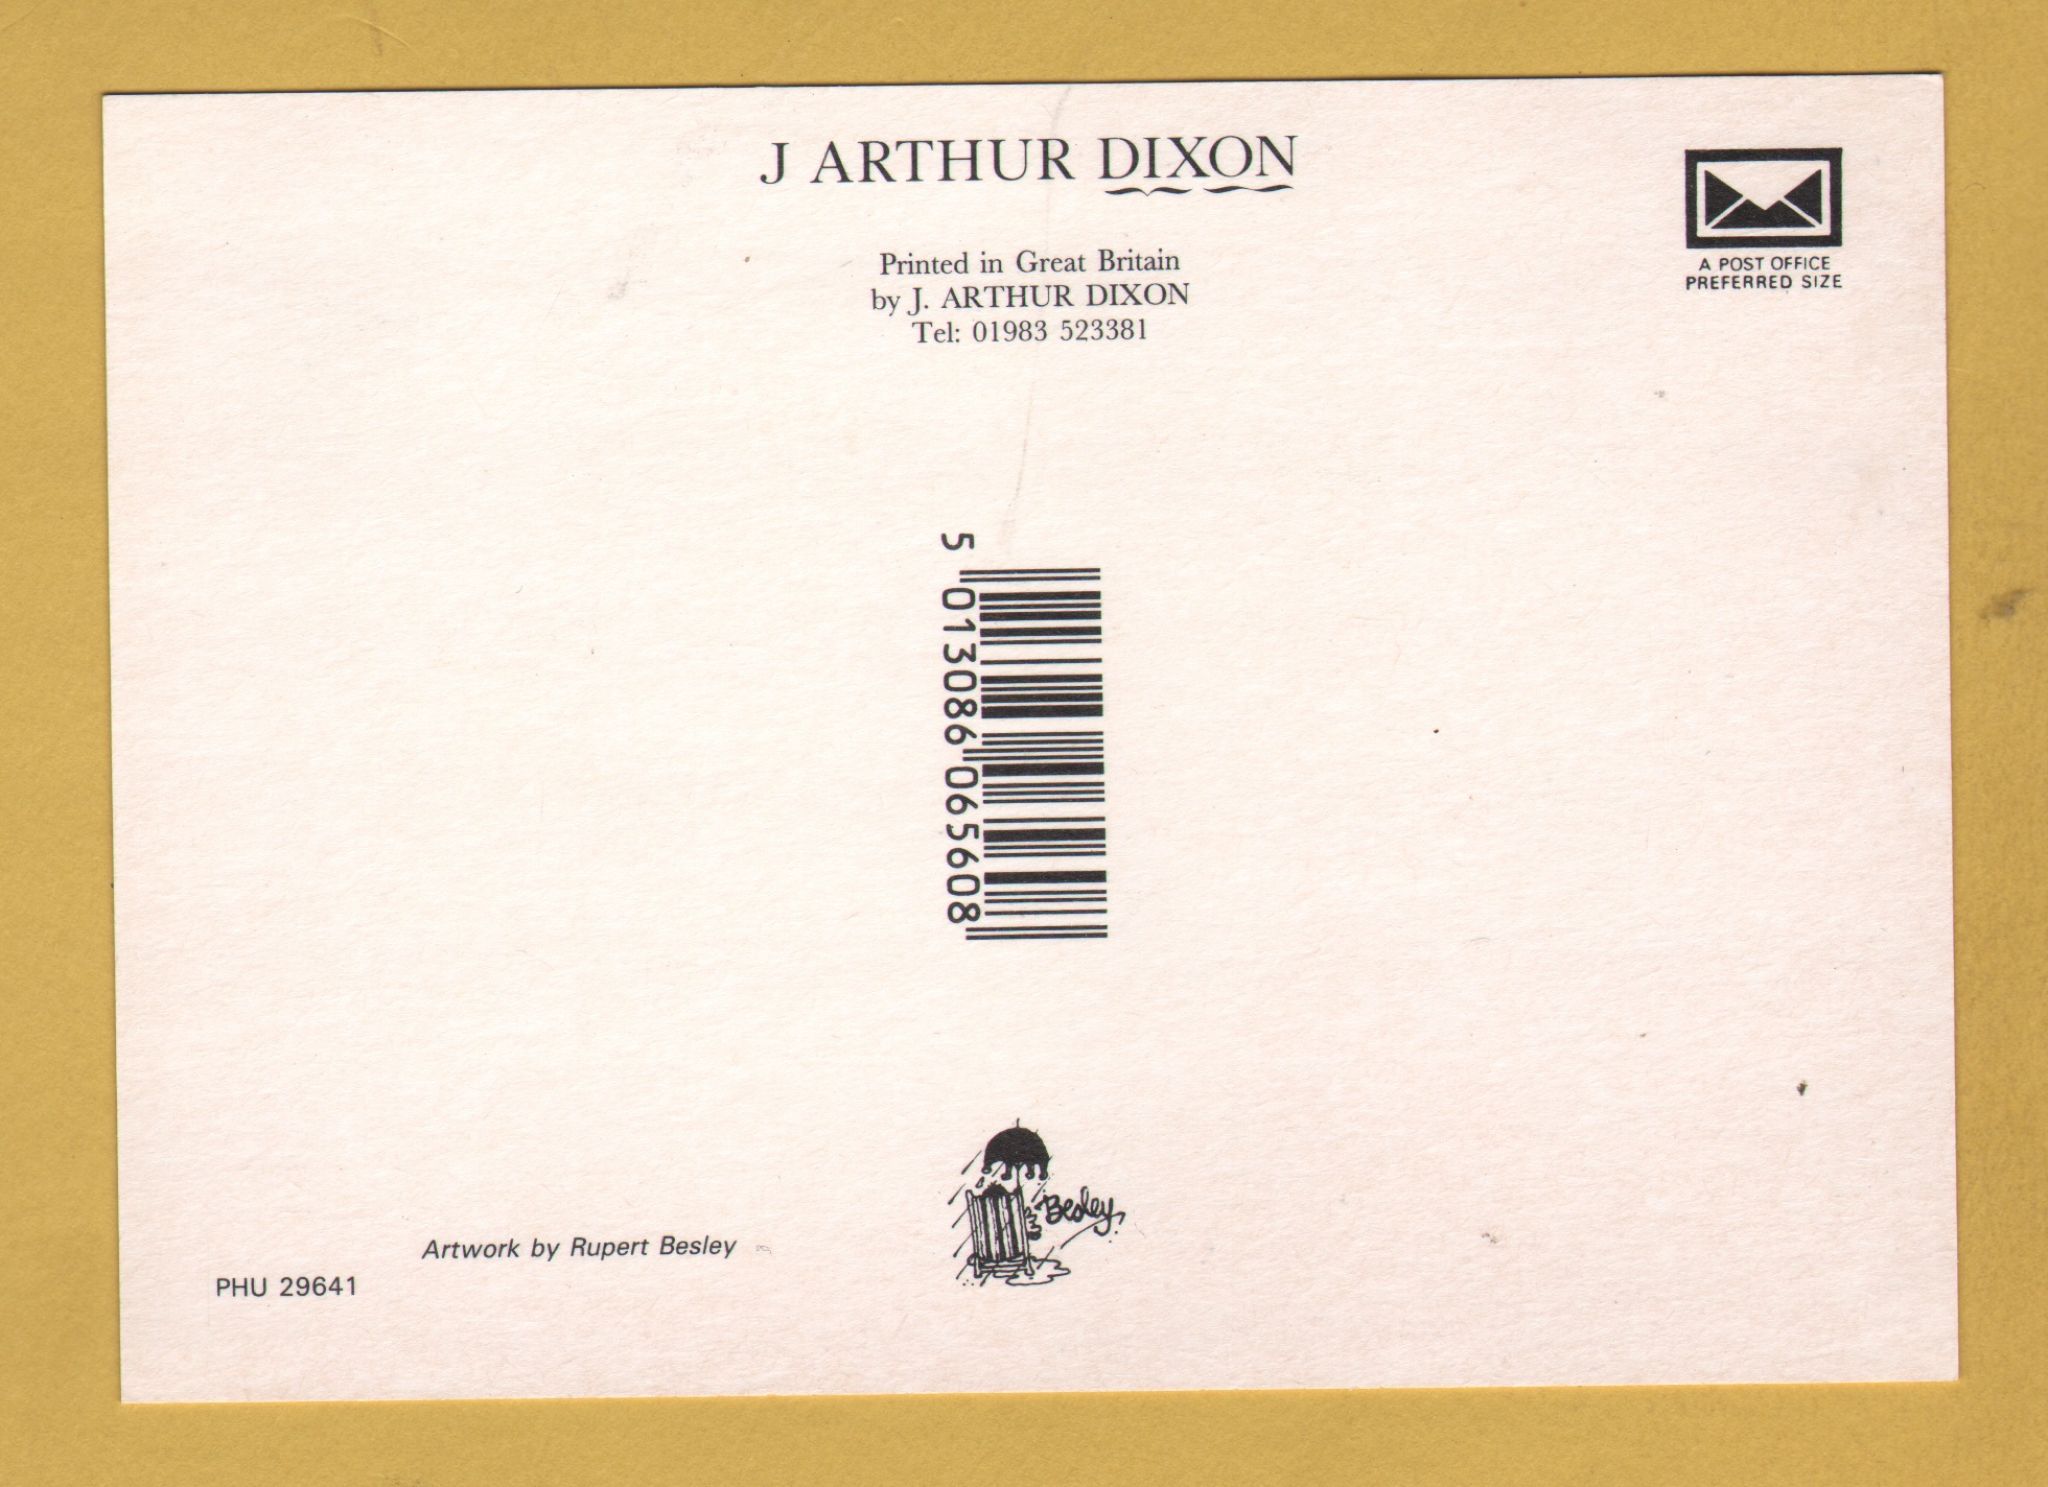 J ARTHUR DIXON
A POST OFFICE
PREFERRED SIZE
Printed in Great Britain
by J. ARTHUR DIXON
Tel: 01983 523381
5 013086 065608
Besley
Artwork by Rupert Besley
PHU 29641